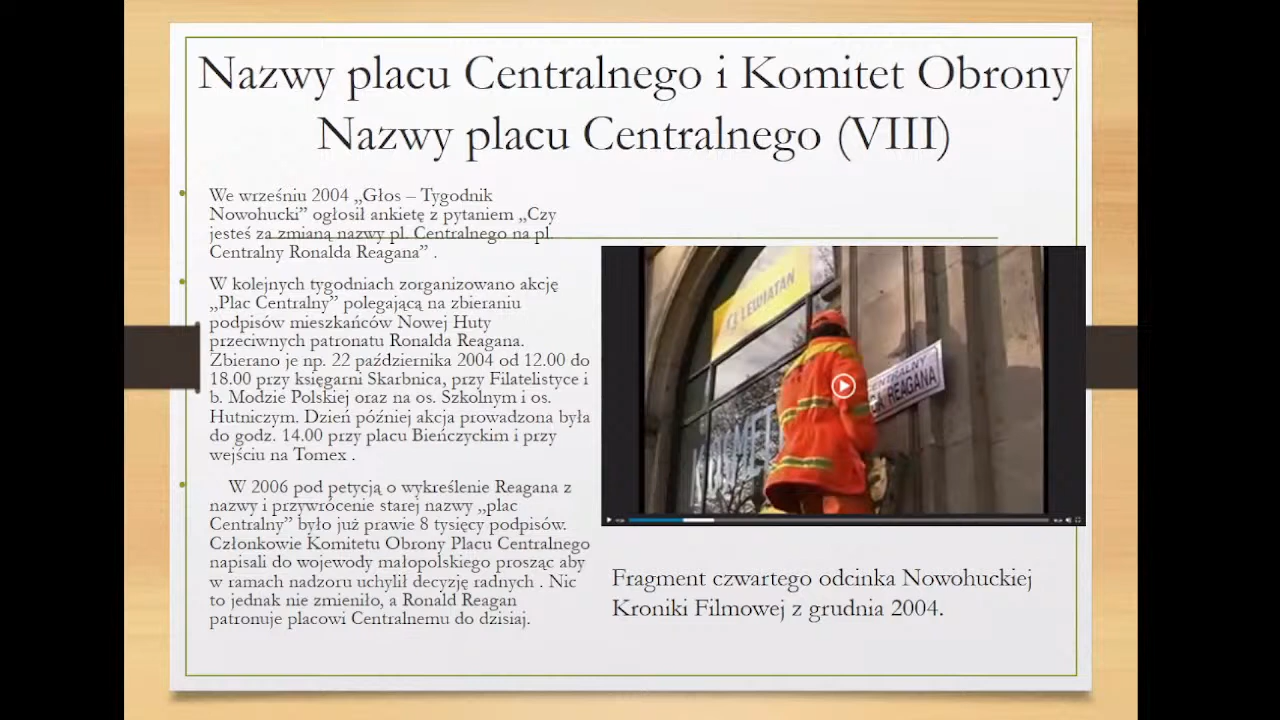 Nazwy placu Centralnego i Komitet Obrony
Nazwy placu Centralnego (VIII)
• We wrześniu 2004 „Głos – Tygodnik
Nowohucki” ogłosił ankietę z pytaniem „Czy
jesteś za zmianą nazwy pl. Centralnego na pl.
Centralny Ronalda Reagana” .
• W kolejnych tygodniach zorganizowano akcję
„Plac Centralny” polegającą na zbieraniu
podpisów mieszkańców Nowej Huty
przeciwnych patronatu Ronalda Reagana.
Zbierano je np. 22 października 2004 od 12.00 do
18.00 przy księgarni Skarbnica, przy Filatelistyce i
b. Modzie Polskiej oraz na os. Szkolnym i os.
Hutniczym. Dzień później akcja prowadzona była
do godz. 14.00 przy placu Bieńczyckim i przy
wejściu na Tomex .
• W 2006 pod petycją o wykreślenie Reagana z
nazwy i przywrócenie starej nazwy „plac
Centralny” było już prawie 8 tysięcy podpisów.
Członkowie Komitetu Obrony Placu Centralnego
napisali do wojewody małopolskiego prosząc aby
w ramach nadzoru uchylił decyzję radnych . Nic
to jednak nie zmieniło, a Ronald Reagan
patronuje placowi Centralnemu do dzisiaj.
LEWIATAN
CENTRALNY
REAGANA
Fragment czwartego odcinka Nowohuckiej
Kroniki Filmowej z grudnia 2004.